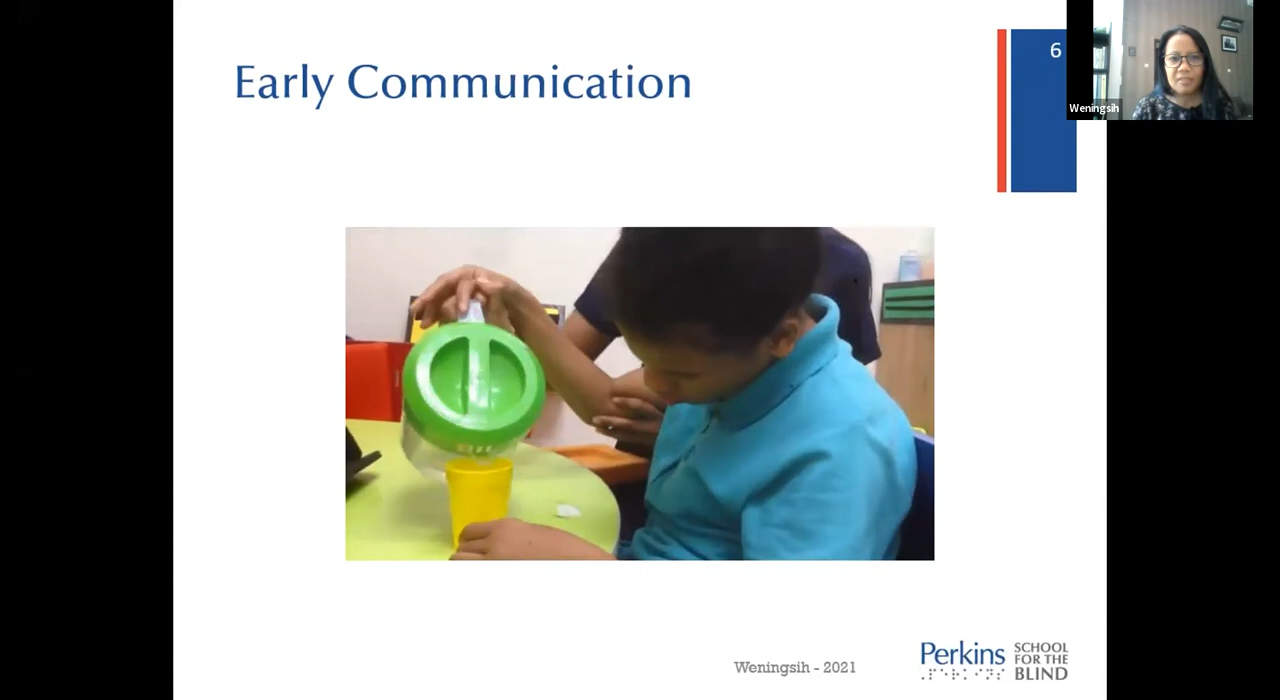 Early Communication
6
Weningsih
Weningsih - 2021
Perkins
SCHOOL
FOR THE
BLIND